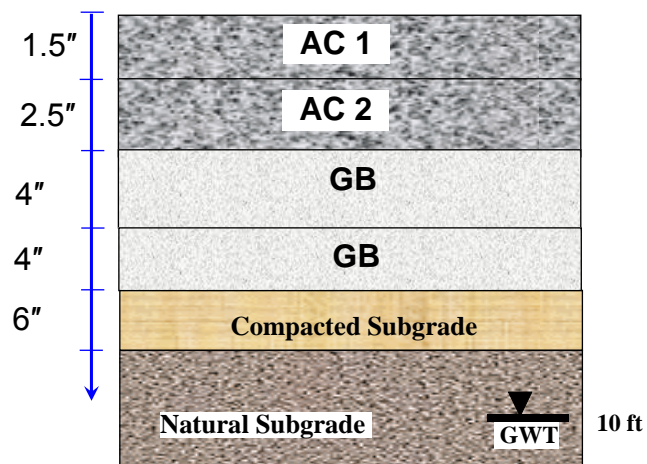 1.5″
AC 1
2.5″
AC 2
4″
GB
4″
GB
6″
Compacted Subgrade
Natural Subgrade
GWT
10 ft